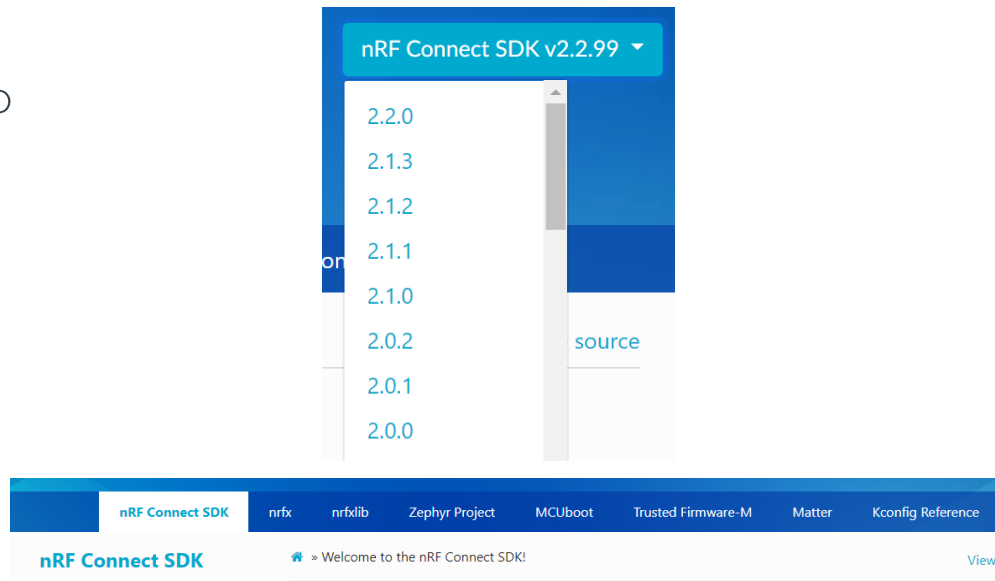 nRF Connect SDK v2.2.99
2.2.0
2.1.3
2.1.2
2.1.1
on
2.1.0
2.0.2
source
2.0.1
2.0.0
nRF Connect SDK nrfx nrfxlib Zephyr Project MCUboot Trusted Firmware-M Matter Kconfig Reference
nRF Connect SDK » Welcome to the nRF Connect SDK! View